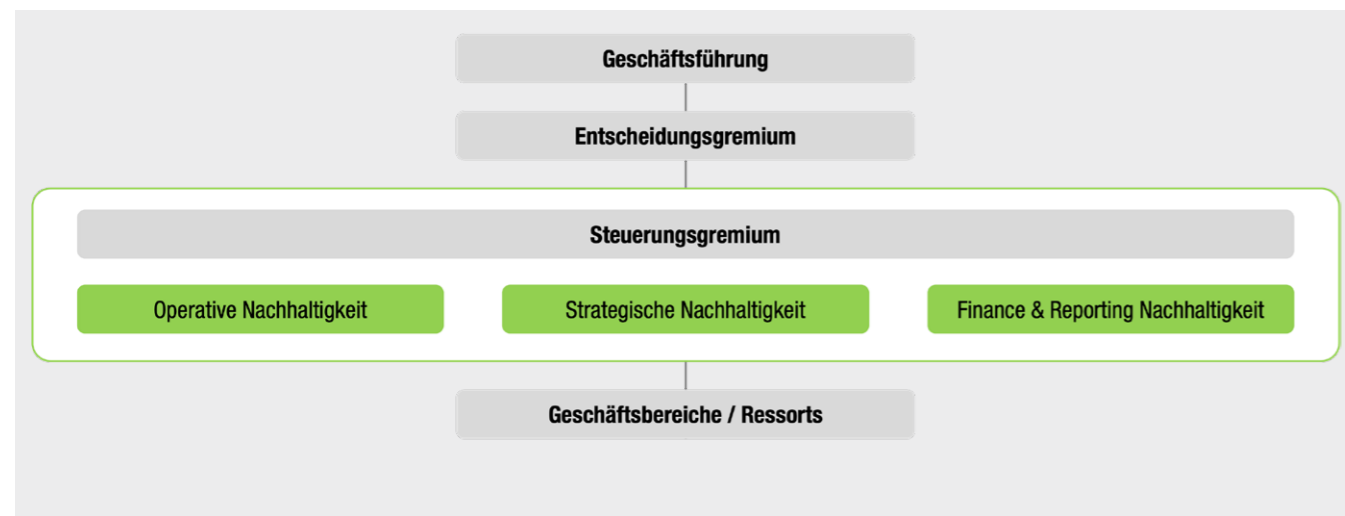 Geschäftsführung
Entscheidungsgremium
Steuerungsgremium
Operative Nachhaltigkeit
Strategische Nachhaltigkeit
Finance & Reporting Nachhaltigkeit
Geschäftsbereiche / Ressorts